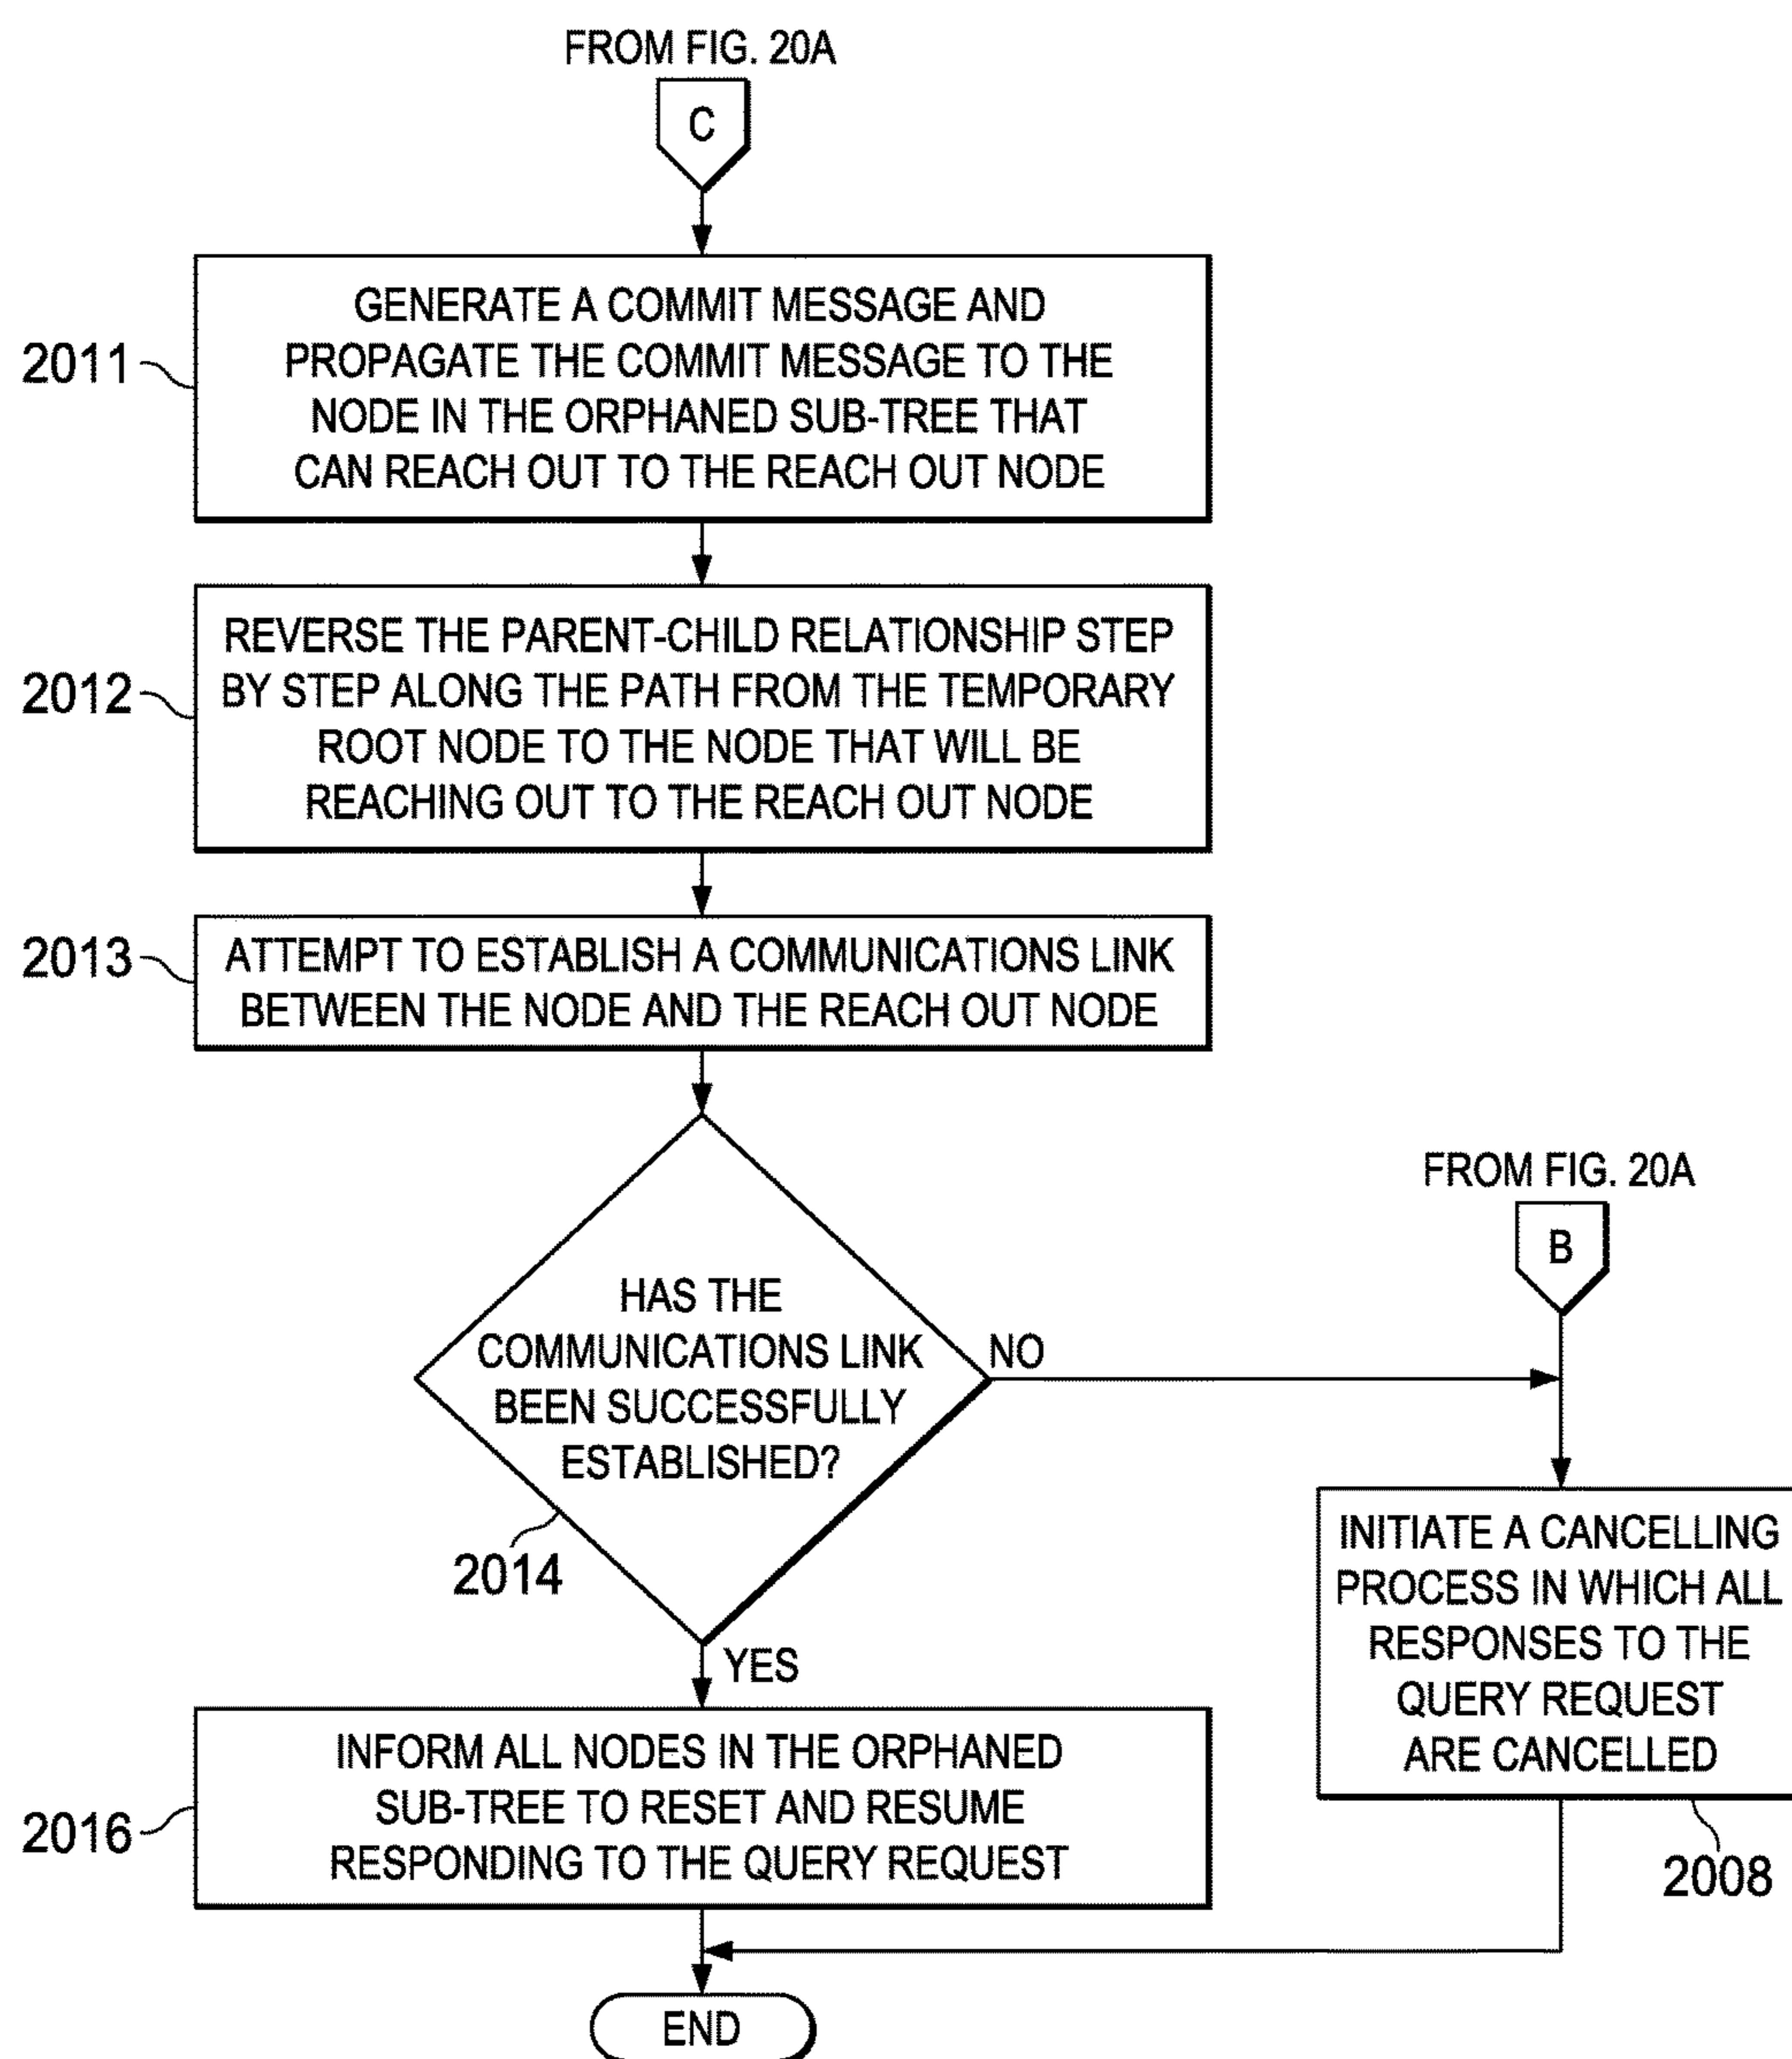 FROM FIG. 20A
C
GENERATE A COMMIT MESSAGE AND
PROPAGATE THE COMMIT MESSAGE TO THE
NODE IN THE ORPHANED SUB-TREE THAT
CAN REACH OUT TO THE REACH OUT NODE
2011
REVERSE THE PARENT-CHILD RELATIONSHIP STEP
BY STEP ALONG THE PATH FROM THE TEMPORARY
ROOT NODE TO THE NODE THAT WILL BE
REACHING OUT TO THE REACH OUT NODE
2012
ATTEMPT TO ESTABLISH A COMMUNICATIONS LINK
BETWEEN THE NODE AND THE REACH OUT NODE
2013
HAS THE
COMMUNICATIONS LINK
BEEN SUCCESSFULLY
ESTABLISHED?
2014
NO
YES
FROM FIG. 20A
B
INITIATE A CANCELLING
PROCESS IN WHICH ALL
RESPONSES TO THE
QUERY REQUEST
ARE CANCELLED
2008
INFORM ALL NODES IN THE ORPHANED
SUB-TREE TO RESET AND RESUME
RESPONDING TO THE QUERY REQUEST
2016
END